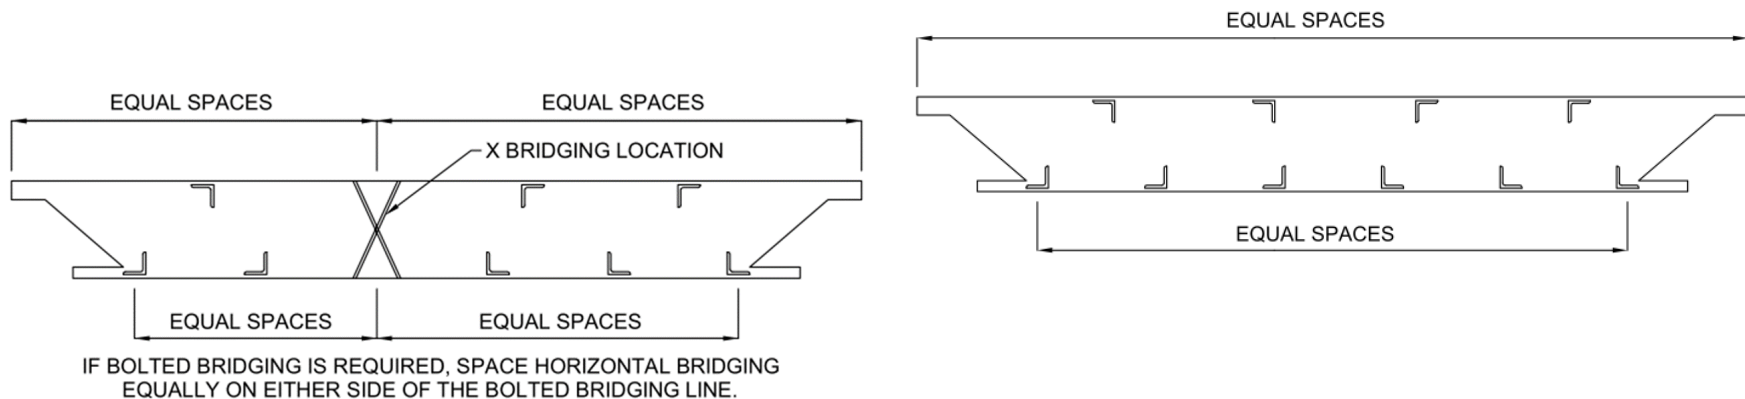 EQUAL SPACES
EQUAL SPACES
X BRIDGING LOCATION
EQUAL SPACES
EQUAL SPACES
IF BOLTED BRIDGING IS REQUIRED, SPACE HORIZONTAL BRIDGING
EQUALLY ON EITHER SIDE OF THE BOLTED BRIDGING LINE.
EQUAL SPACES
EQUAL SPACES